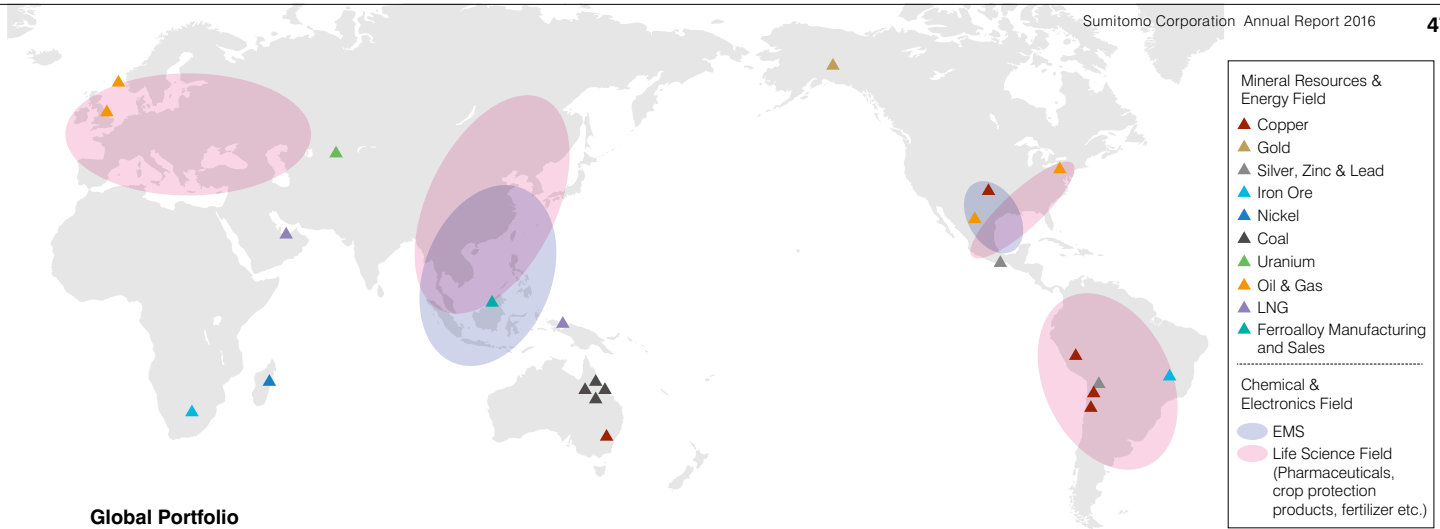 Sumitomo Corporation Annual Report 2016
Mineral Resources &
Energy Field
Copper
Gold
Silver, Zinc & Lead
Iron Ore
Nickel
Coal
Uranium
Oil & Gas
LNG
Ferroalloy Manufacturing
and Sales
Chemical &
Electronics Field
EMS
Life Science Field
(Pharmaceuticals,
crop protection
products, fertilizer etc.)
Global Portfolio